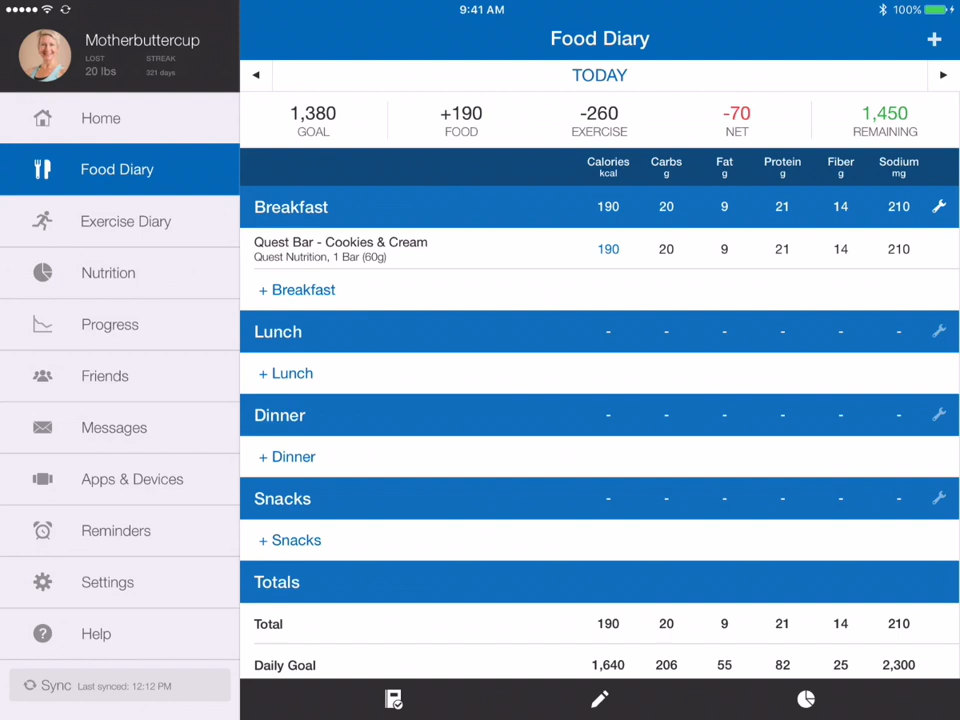 9:41 AM
100%
Motherbuttercup
LOST STREAK
20 lbs 321 days
Home
Food Diary
Exercise Diary
Nutrition
Progress
Friends
Messages
Apps & Devices
Reminders
Settings
Help
Sync Last synced: 12:12 PM
Food Diary
TODAY
1,380 +190 -260 -70 1,450
GOAL FOOD EXERCISE NET REMAINING
Calories Carbs Fat Protein Fiber Sodium
kcal g g g g mg
Breakfast 190 20 9 21 14 210
Quest Bar - Cookies & Cream 190 20 9 21 14 210
Quest Nutrition, 1 Bar (60g)
+ Breakfast
Lunch - - - - - -
+ Lunch
Dinner - - - - - -
+ Dinner
Snacks - - - - - -
+ Snacks
Totals
Total 190 20 9 21 14 210
Daily Goal 1,640 206 55 82 25 2,300